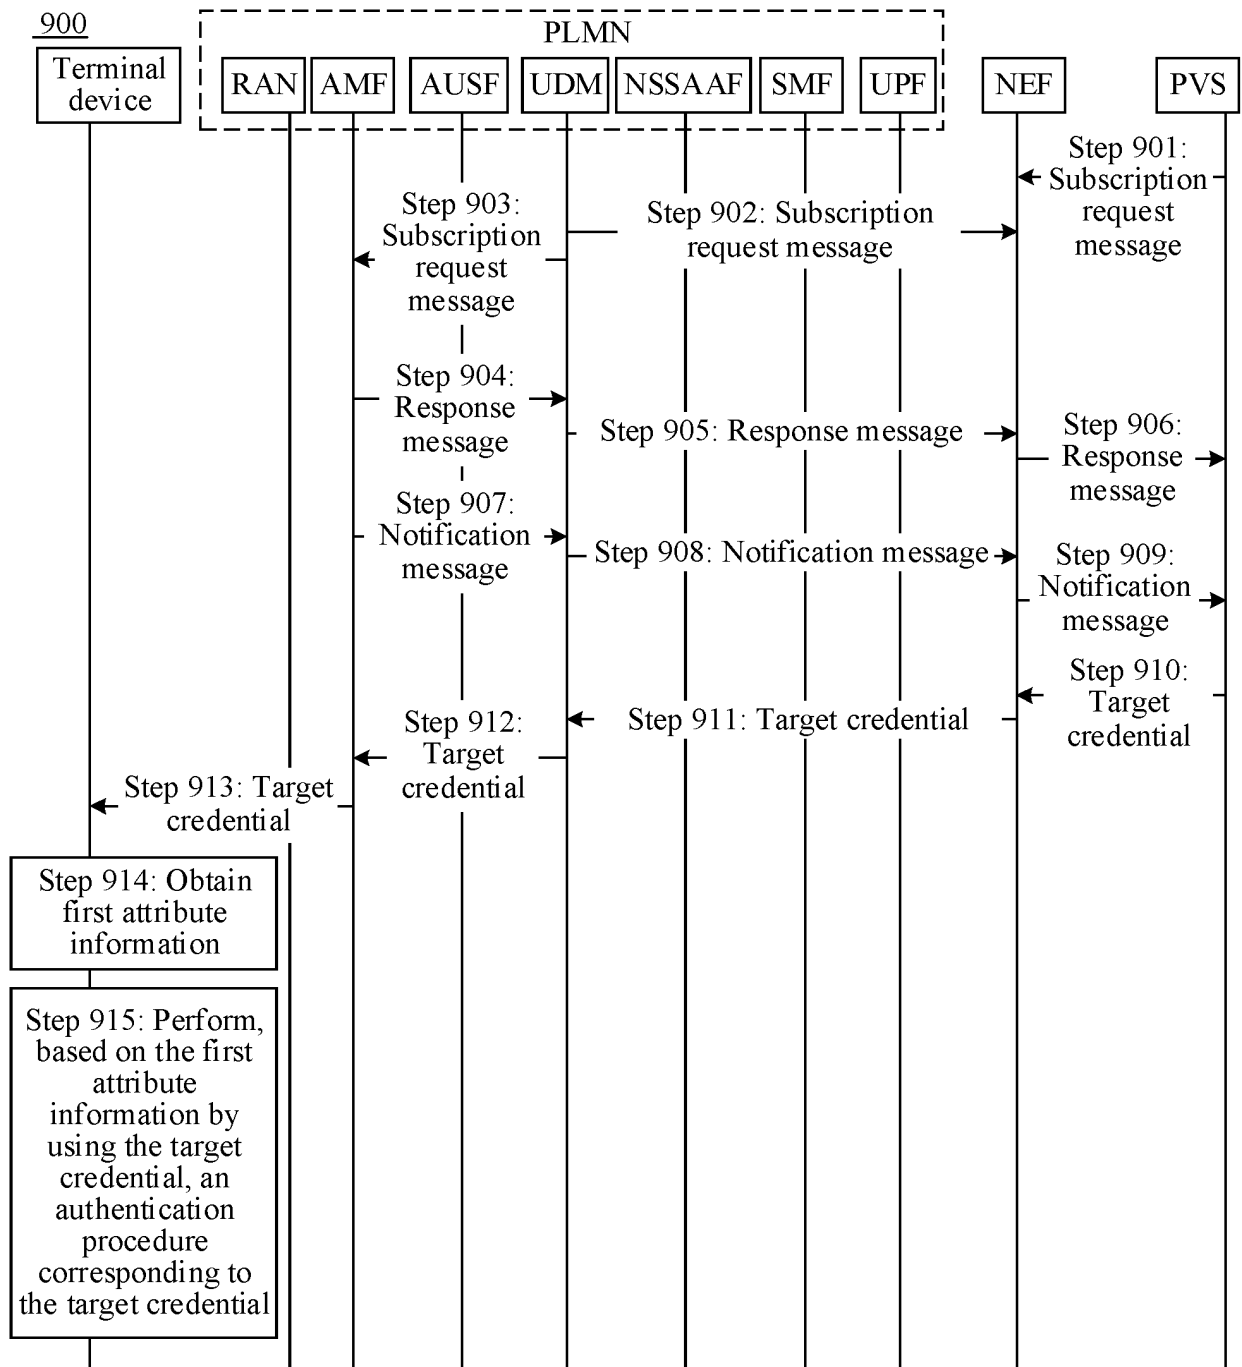 900
PLMN
Terminal
device
RAN
AMF
AUSF
UDM
NSSAAF
SMF
UPF
NEF
PVS
Step 901:
Subscription
request
message
Step 902: Subscription
request message
Step 903:
Subscription
request
message
Step 904:
Response
message
Step 905: Response message
Step 906:
Response
message
Step 907:
Notification
message
Step 908: Notification message
Step 909:
Notification
message
Step 910:
Target
credential
Step 911: Target credential
Step 912:
Target
credential
Step 913: Target
credential
Step 914: Obtain
first attribute
information
Step 915: Perform,
based on the first
attribute
information by
using the target
credential, an
authentication
procedure
corresponding to
the target credential